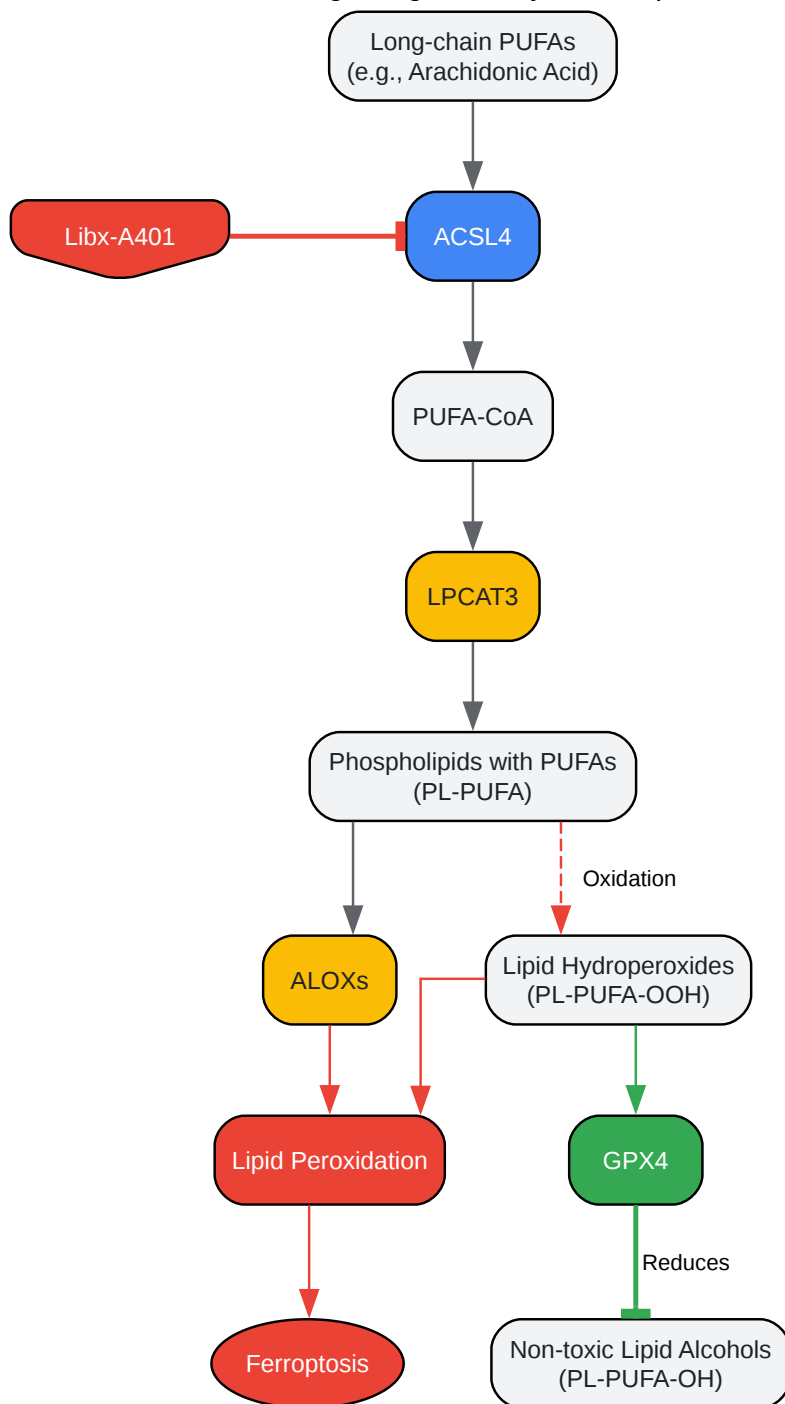 Long-chain PUFAs
(e.g., Arachidonic Acid)
Libx-A401
ACSL4
PUFA-CoA
LPCAT3
Phospholipids with PUFAs
(PL-PUFA)
Oxidation
ALOXs
Lipid Hydroperoxides
(PL-PUFA-OOH)
Lipid Peroxidation
GPX4
Reduces
Ferroptosis
Non-toxic Lipid Alcohols
(PL-PUFA-OH)